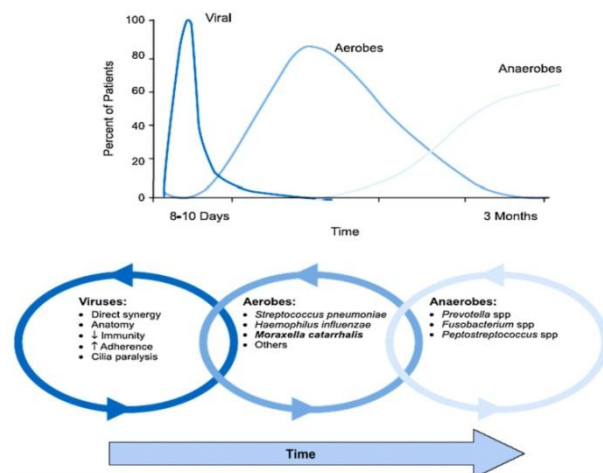 Viral
Aerobes
Anaerobes
100
80
60
40
20
0
Percent of Patients
8-10 Days
3 Months
Time
Viruses:
• Direct synergy
• Anatomy
• ↓ Immunity
• ↑ Adherence
• Cilia paralysis
Aerobes:
• Streptococcus pneumoniae
• Haemophilus influenzae
• Moraxella catarrhalis
• Others
Anaerobes:
• Prevotella spp
• Fusobacterium spp
• Peptostreptococcus spp
Time